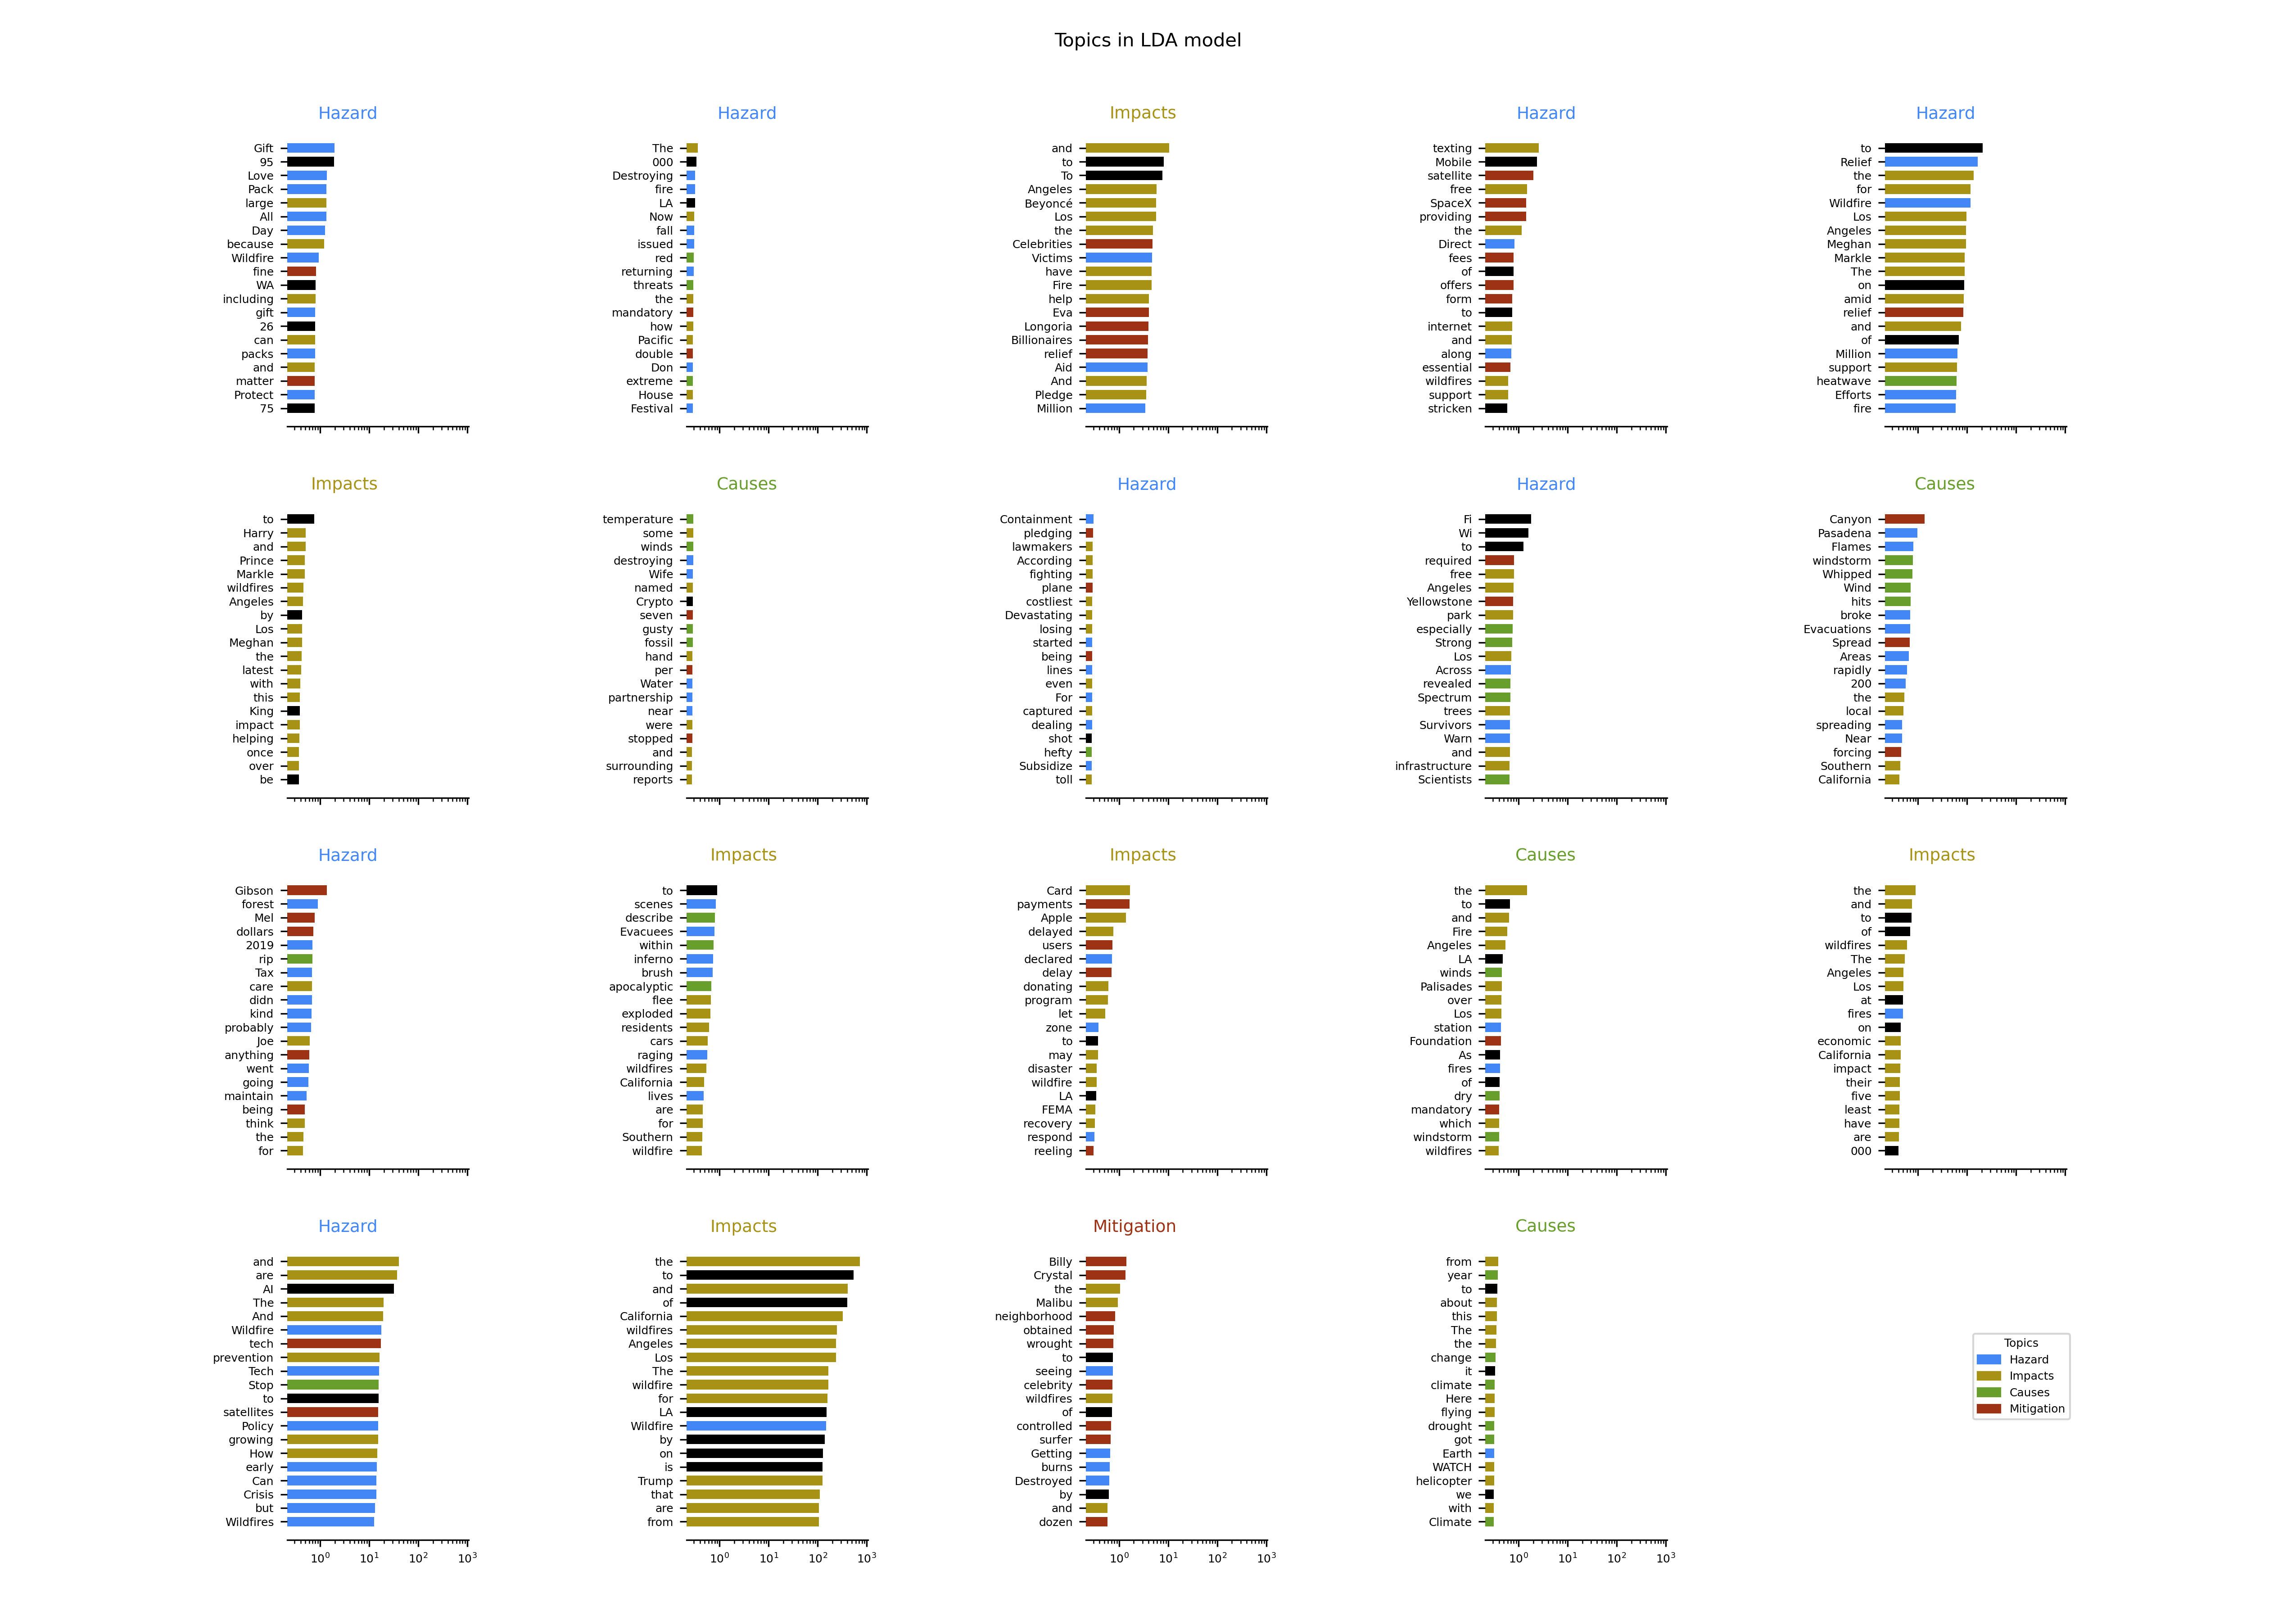 Topics in LDA model
Hazard
Gift
95
Love
Pack
large
All
Day
because
Wildfire
fine
WA
including
gift
26
can
packs
and
matter
Protect
75
Hazard
The
000
Destroying
fire
LA
Now
fall
issued
red
returning
threats
the
mandatory
how
Pacific
double
Don
extreme
House
Festival
Impacts
and
to
To
Angeles
Beyoncé
Los
the
Celebrities
Victims
have
Fire
help
Eva
Longoria
Billionaires
relief
Aid
And
Pledge
Million
Hazard
texting
Mobile
satellite
free
SpaceX
providing
the
Direct
fees
of
offers
form
to
internet
and
along
essential
wildfires
support
stricken
Hazard
to
Relief
the
for
Wildfire
Los
Angeles
Meghan
Markle
The
on
amid
relief
and
of
Million
support
heatwave
Efforts
fire
Impacts
to
Harry
and
Prince
Markle
wildfires
Angeles
by
Los
Meghan
the
latest
with
this
King
impact
helping
once
over
be
Causes
temperature
some
winds
destroying
Wife
named
Crypto
seven
gusty
fossil
hand
per
Water
partnership
near
were
stopped
and
surrounding
reports
Hazard
Containment
pledging
lawmakers
According
fighting
plane
costliest
Devastating
losing
started
being
lines
even
For
captured
dealing
shot
hefty
Subsidize
toll
Hazard
Fi
Wi
to
required
free
Angeles
Yellowstone
park
especially
Strong
Los
Across
revealed
Spectrum
trees
Survivors
Warn
and
infrastructure
Scientists
Causes
Canyon
Pasadena
Flames
windstorm
Whipped
Wind
hits
broke
Evacuations
Spread
Areas
rapidly
200
the
local
spreading
Near
forcing
Southern
California
Hazard
Gibson
forest
Mel
dollars
2019
rip
Tax
care
didn
kind
probably
Joe
anything
went
going
maintain
being
think
the
for
Impacts
to
scenes
describe
Evacuees
within
inferno
brush
apocalyptic
flee
exploded
residents
cars
raging
wildfires
California
lives
are
for
Southern
wildfire
Impacts
Card
payments
Apple
delayed
users
declared
delay
donating
program
let
zone
to
may
disaster
wildfire
LA
FEMA
recovery
respond
reeling
Causes
the
to
and
Fire
Angeles
LA
winds
Palisades
over
Los
station
Foundation
As
fires
of
dry
mandatory
which
windstorm
wildfires
Impacts
the
and
to
of
wildfires
The
Angeles
Los
at
fires
on
economic
California
impact
their
five
least
have
are
000
Hazard
and
are
AI
The
And
Wildfire
tech
prevention
Tech
Stop
to
satellites
Policy
growing
How
early
Can
Crisis
but
Wildfires
10⁰ 10¹ 10² 10³
Impacts
the
to
and
of
California
wildfires
Angeles
Los
The
wildfire
for
LA
Wildfire
by
on
is
Trump
that
are
from
10⁰ 10¹ 10² 10³
Mitigation
Billy
Crystal
the
Malibu
neighborhood
obtained
wrought
to
seeing
celebrity
wildfires
of
controlled
surfer
Getting
burns
Destroyed
by
and
dozen
10⁰ 10¹ 10² 10³
Causes
from
year
to
about
this
The
the
change
it
climate
Here
flying
drought
got
Earth
WATCH
helicopter
we
with
Climate
10⁰ 10¹ 10² 10³
Topics
Hazard
Impacts
Causes
Mitigation